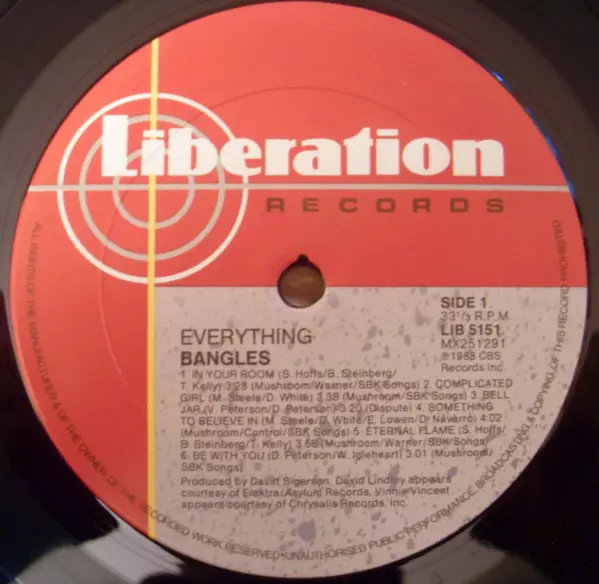 Liberation
RECORDS
SIDE 1
33⅓ R.P.M.
LIB 5151
MX251291
℗1988 CBS
Records Inc.
EVERYTHING
BANGLES
1. IN YOUR ROOM (S. Hoffs/B. Steinberg/
T. Kelly) 3:28 (Mushroom/Warner/SBK Songs) 2. COMPLICATED
GIRL (M. Steele/D. White) 3.38 (Mushroom/SBK Songs) 3. BELL
JAR (V. Peterson/D. Peterson) 3.20 (Dispute) 4. SOMETHING
TO BELIEVE IN (M. Steele/D. White/E. Lowen/D. Navarro) 4:02
(Mushroom/Control/SBK Songs) 5. ETERNAL FLAME (S. Hoffs/
B. Steinberg/T. Kelly) 3.55 (Mushroom/Warner/SBK Songs)
6. BE WITH YOU (D. Peterson/W. Igleheart) 3.01 (Mushroom/
SBK Songs)
Produced by Davitt Sigerson. David Lindley appears
courtesy of Elektra/Asylum Records. Vinnie Vincent
appears courtesy of Chrysalis Records, Inc.
ALL RIGHTS OF THE MANUFACTURER & OF THE OWNER OF THE RECORDED WORK RESERVED • UNAUTHORISED PUBLIC PERFORMANCE, BROADCASTING & COPYING OF THIS RECORD PROHIBITED